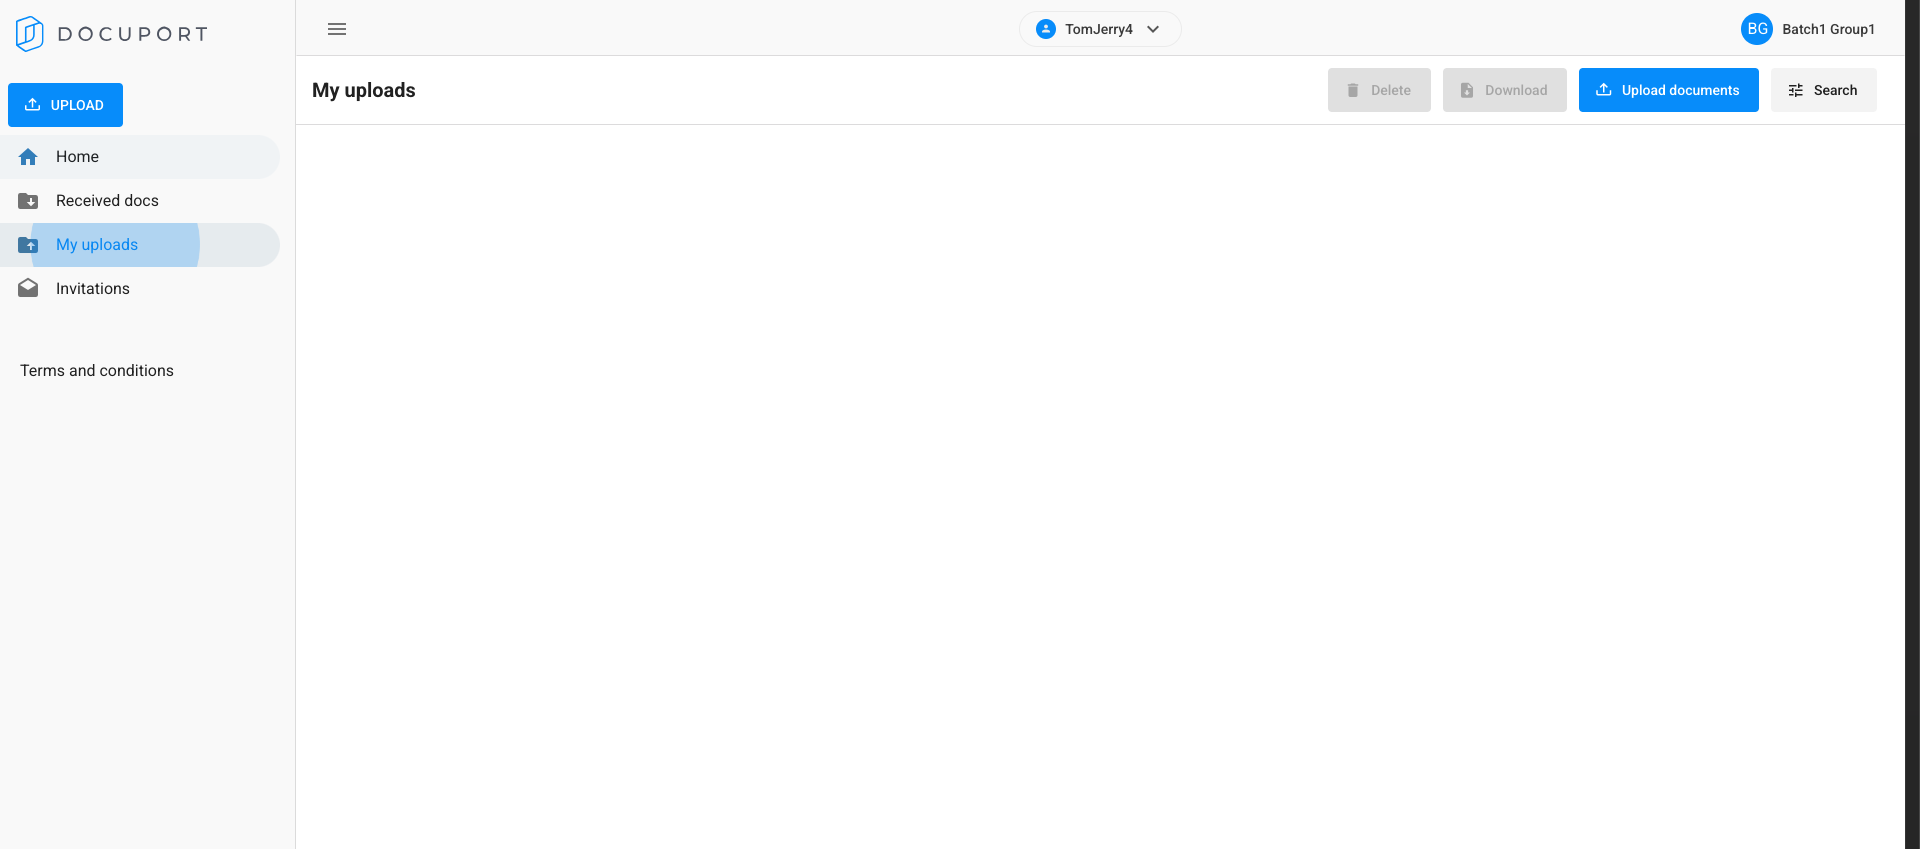 DOCUPORT
UPLOAD
Home
Received docs
My uploads
Invitations
Terms and conditions
TomJerry4
BG Batch1 Group1
My uploads
Delete
Download
Upload documents
Search